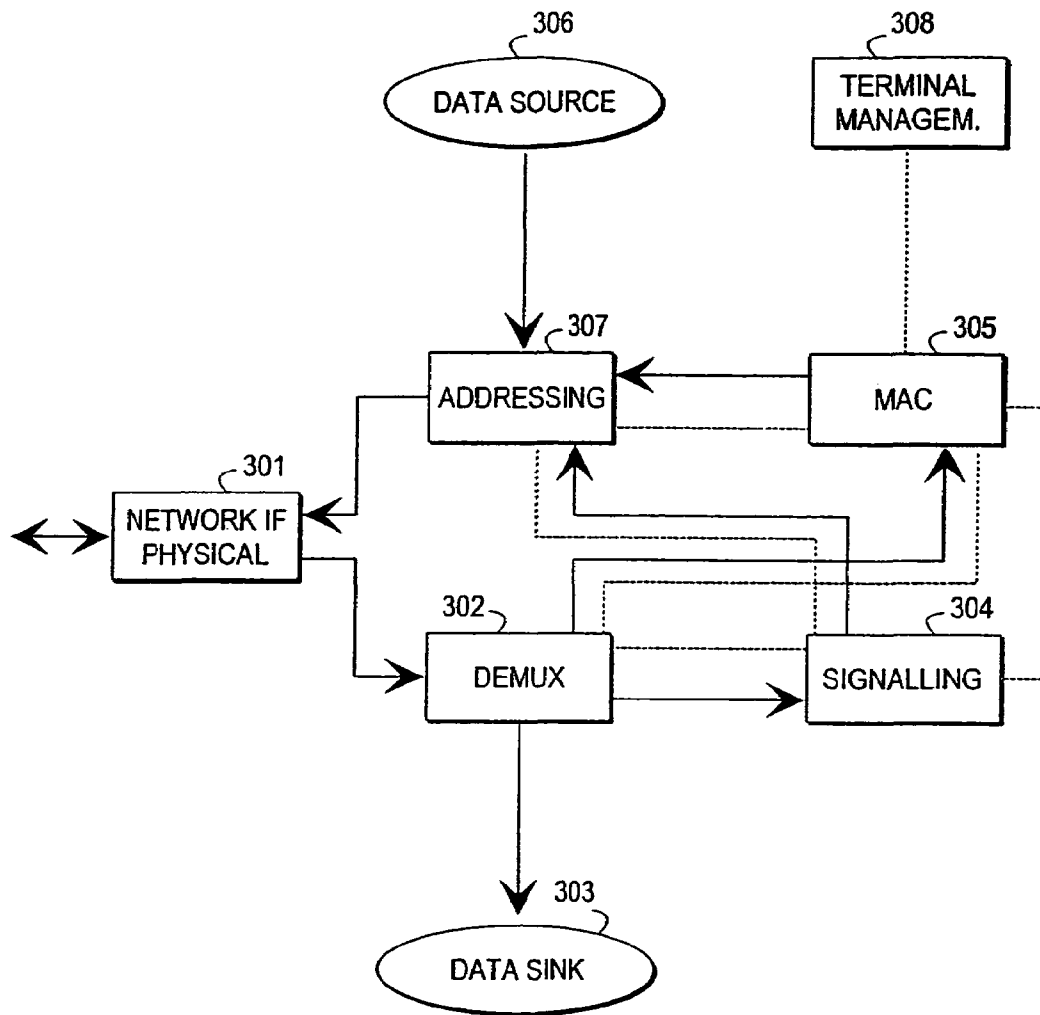 306
DATA SOURCE
308
TERMINAL
MANAGEM.
307
ADDRESSING
305
MAC
301
NETWORK IF
PHYSICAL
302
DEMUX
304
SIGNALLING
303
DATA SINK